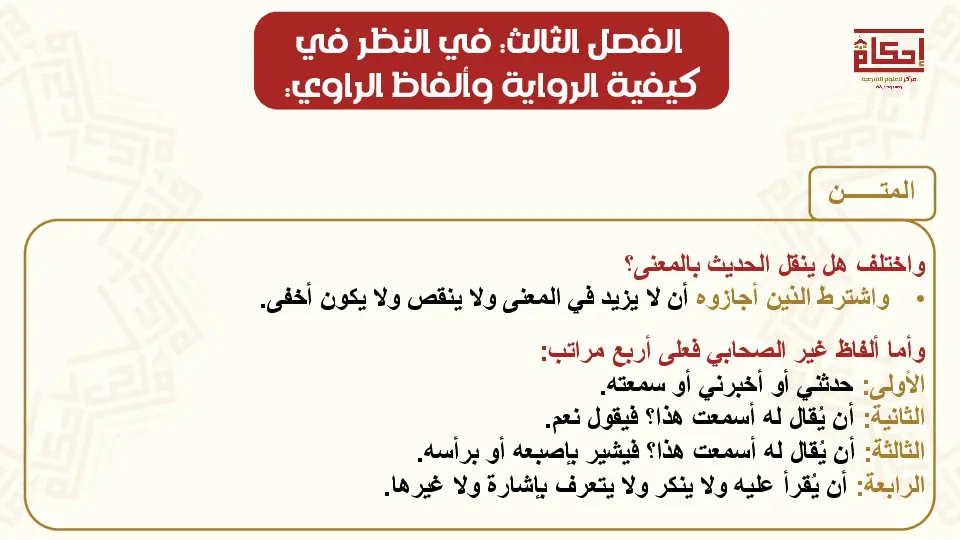 الفصل الثالث: في النظر في
كيفية الرواية وألفاظ الراوي:
إحكام
مركز للعلوم الشرعية
المتـــــــن
واختلف هل ينقل الحديث بالمعنى؟
• واشترط الذين أجازوه أن لا يزيد في المعنى ولا ينقص ولا يكون أخفى.
وأما ألفاظ غير الصحابي فعلى أربع مراتب:
الأولى: حدثني أو أخبرني أو سمعته.
الثانية: أن يُقال له أسمعت هذا؟ فيقول نعم.
الثالثة: أن يُقال له أسمعت هذا؟ فيشير بإصبعه أو برأسه.
الرابعة: أن يُقرأ عليه ولا ينكر ولا يتعرف بإشارة ولا غيرها.